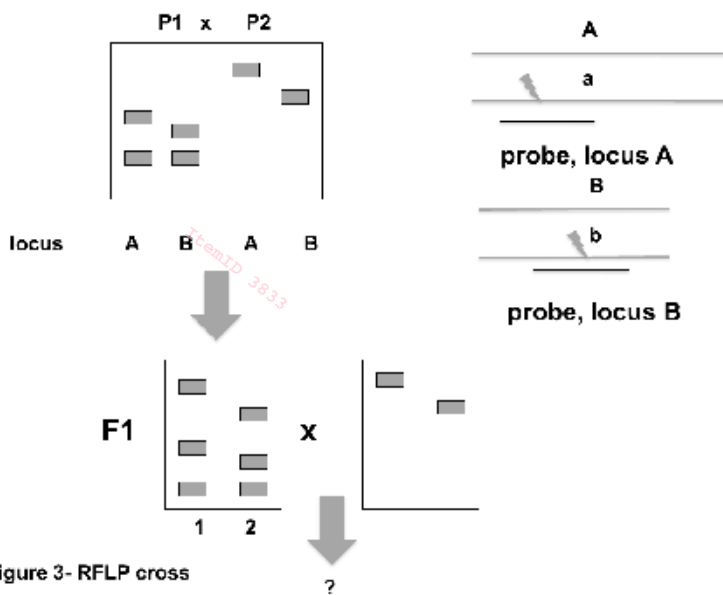 P1 x P2
A
a
probe, locus A
B
b
probe, locus B
locus A B A B
ItemID 3833
F1 x
1 2
igure 3- RFLP cross
?